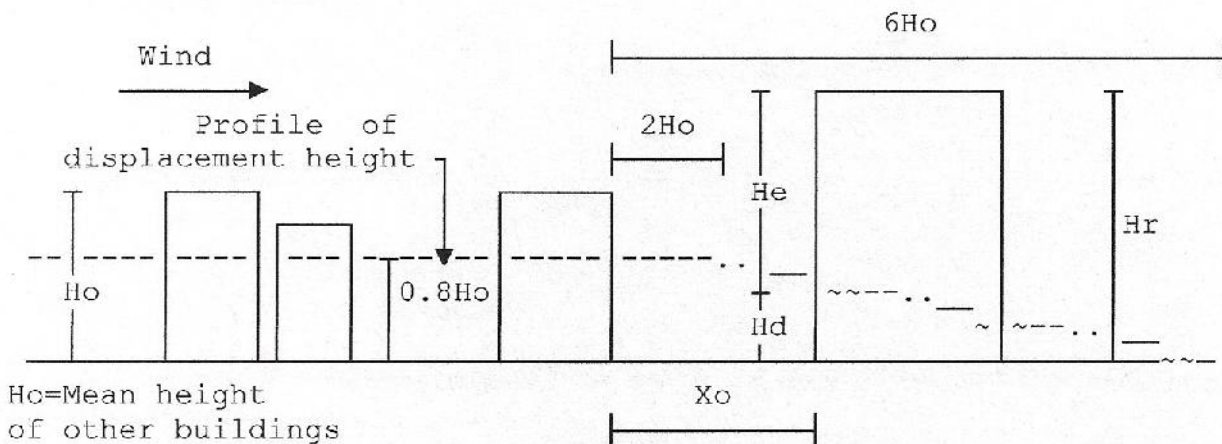 6Ho
Wind
Profile of
displacement height
2Ho
He
Hr
Ho
0.8Ho
Hd
Ho=Mean height
of other buildings
Xo